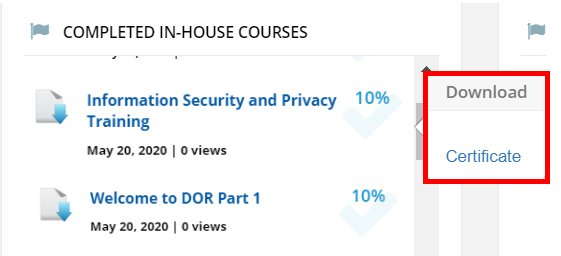 COMPLETED IN-HOUSE COURSES
Information Security and Privacy 10%
Training
May 20, 2020 | 0 views
Welcome to DOR Part 1 10%
May 20, 2020 | 0 views
Download
Certificate